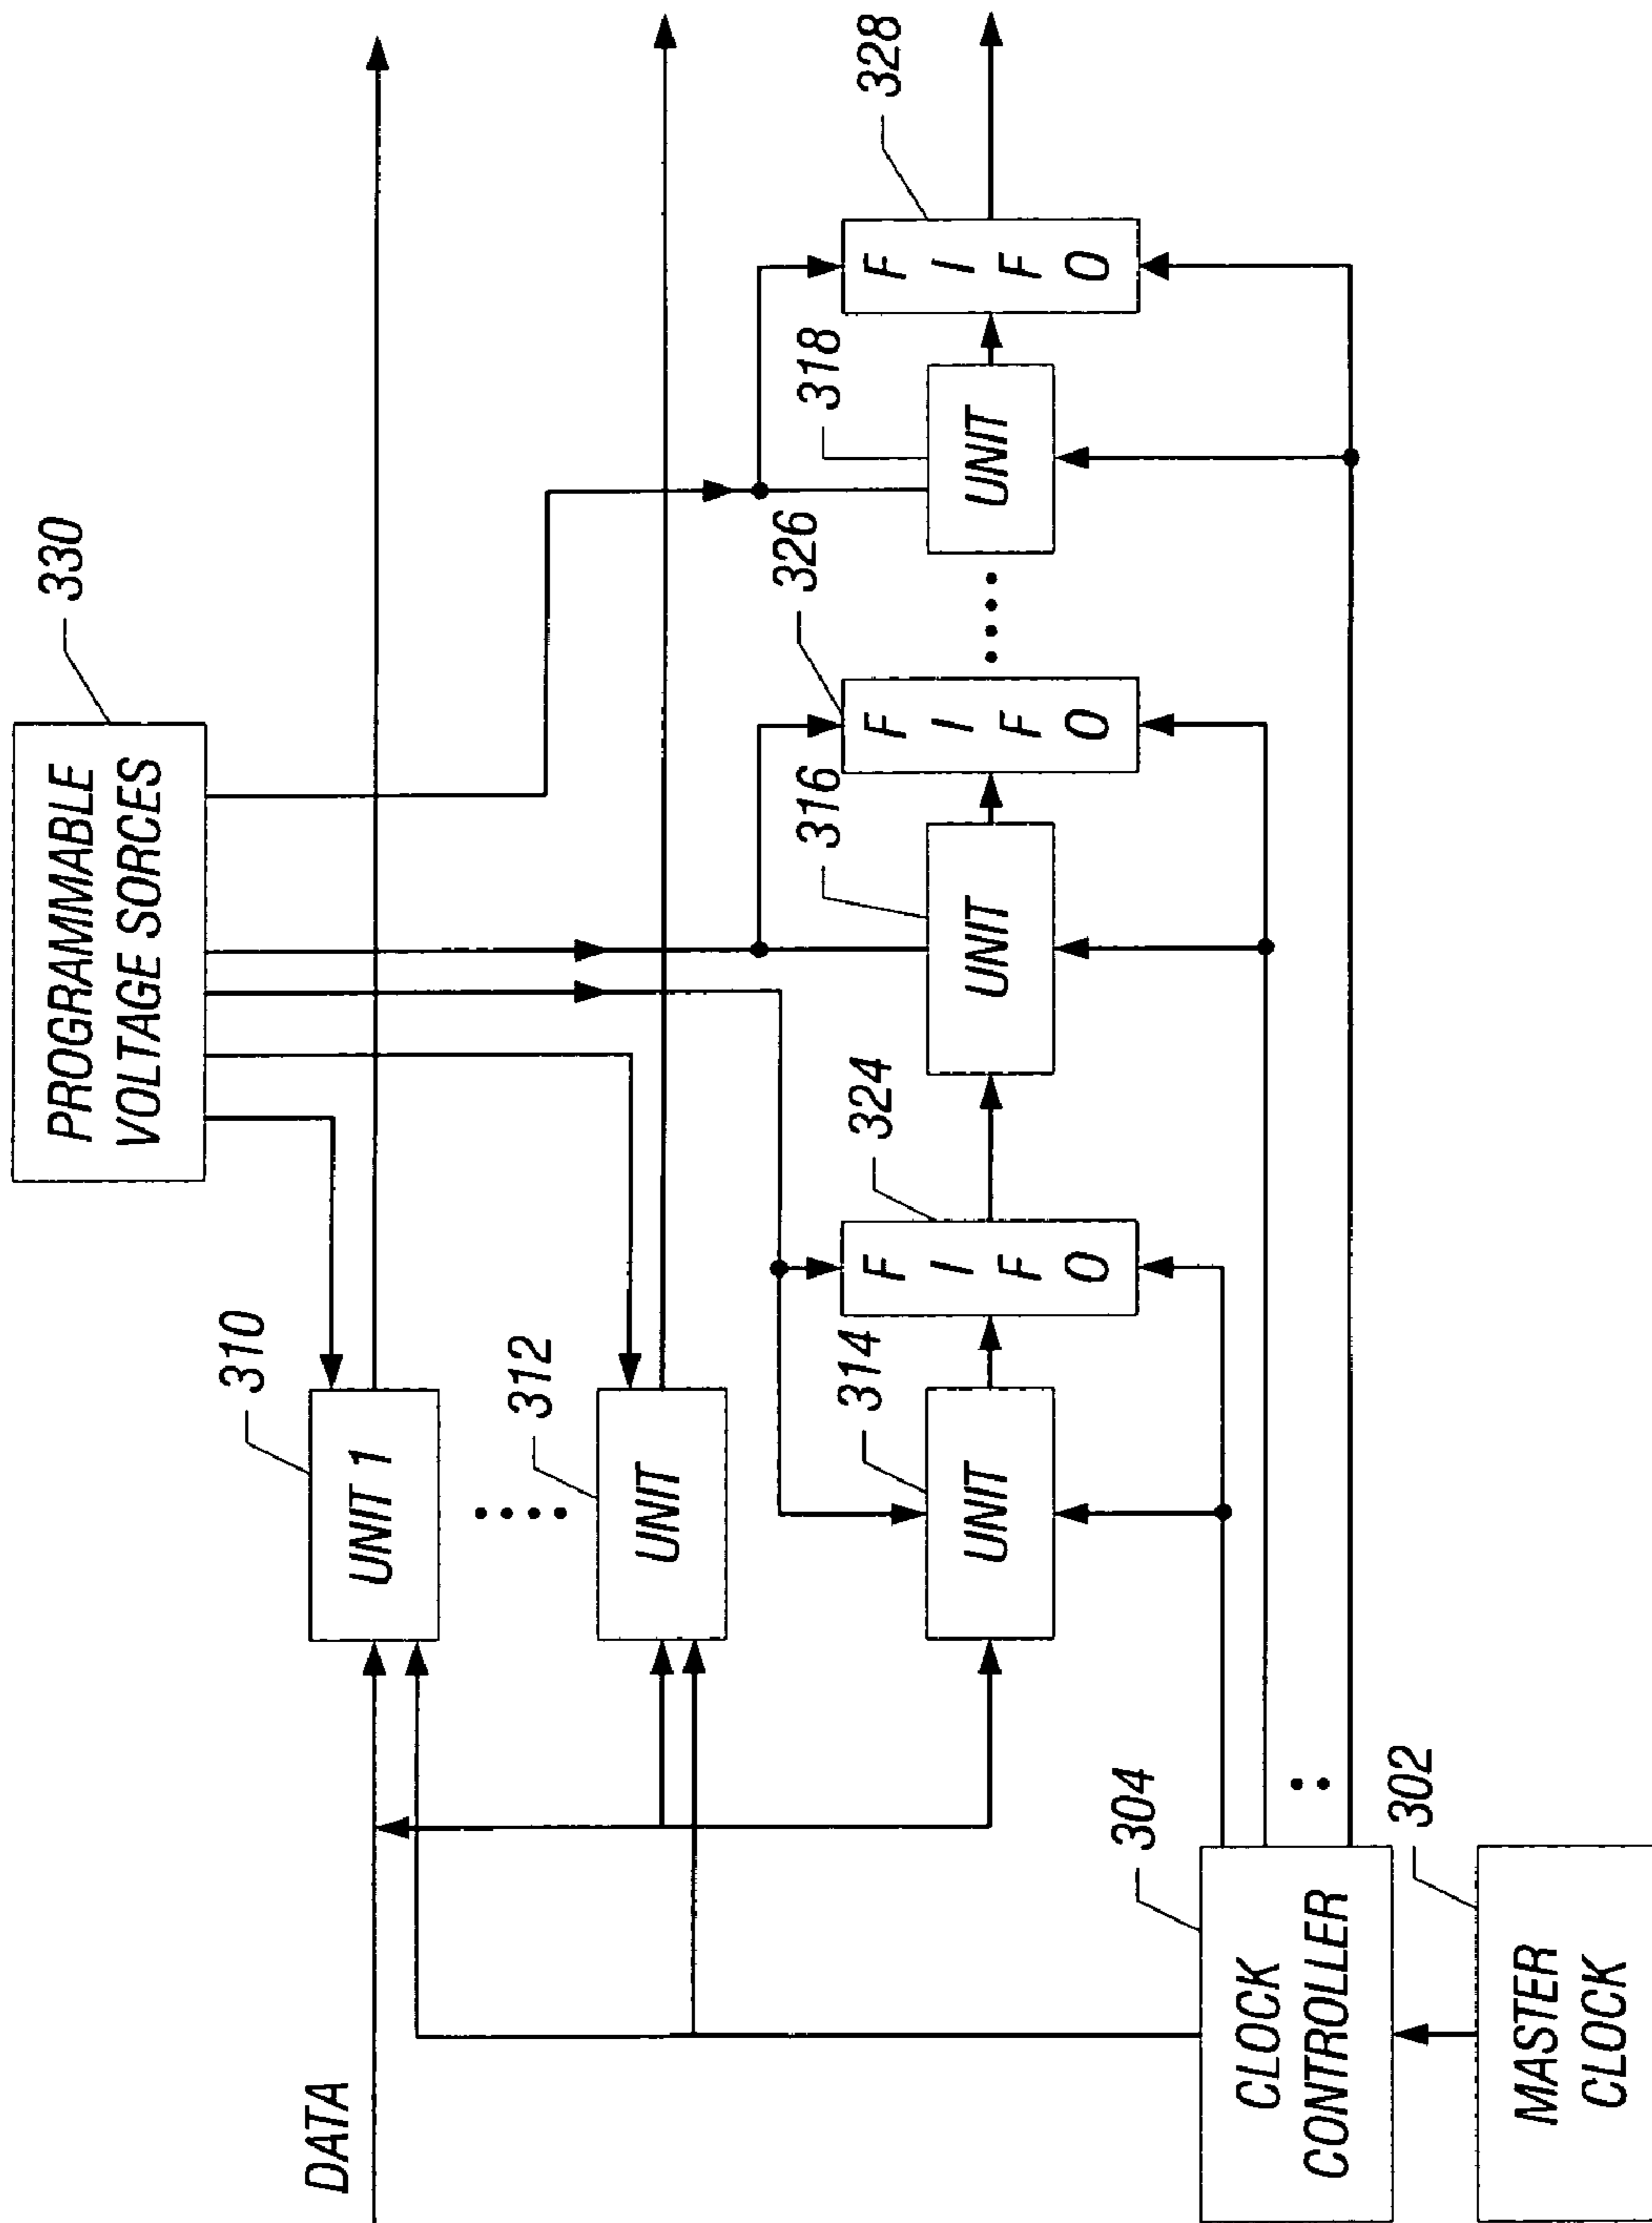 PROGRAMMABLE
VOLTAGE SORCES
330
DATA
UNIT 1
310
UNIT
312
UNIT
314
FIFO
324
UNIT
316
FIFO
326
UNIT
318
FIFO
328
CLOCK
CONTROLLER
304
MASTER
CLOCK
302